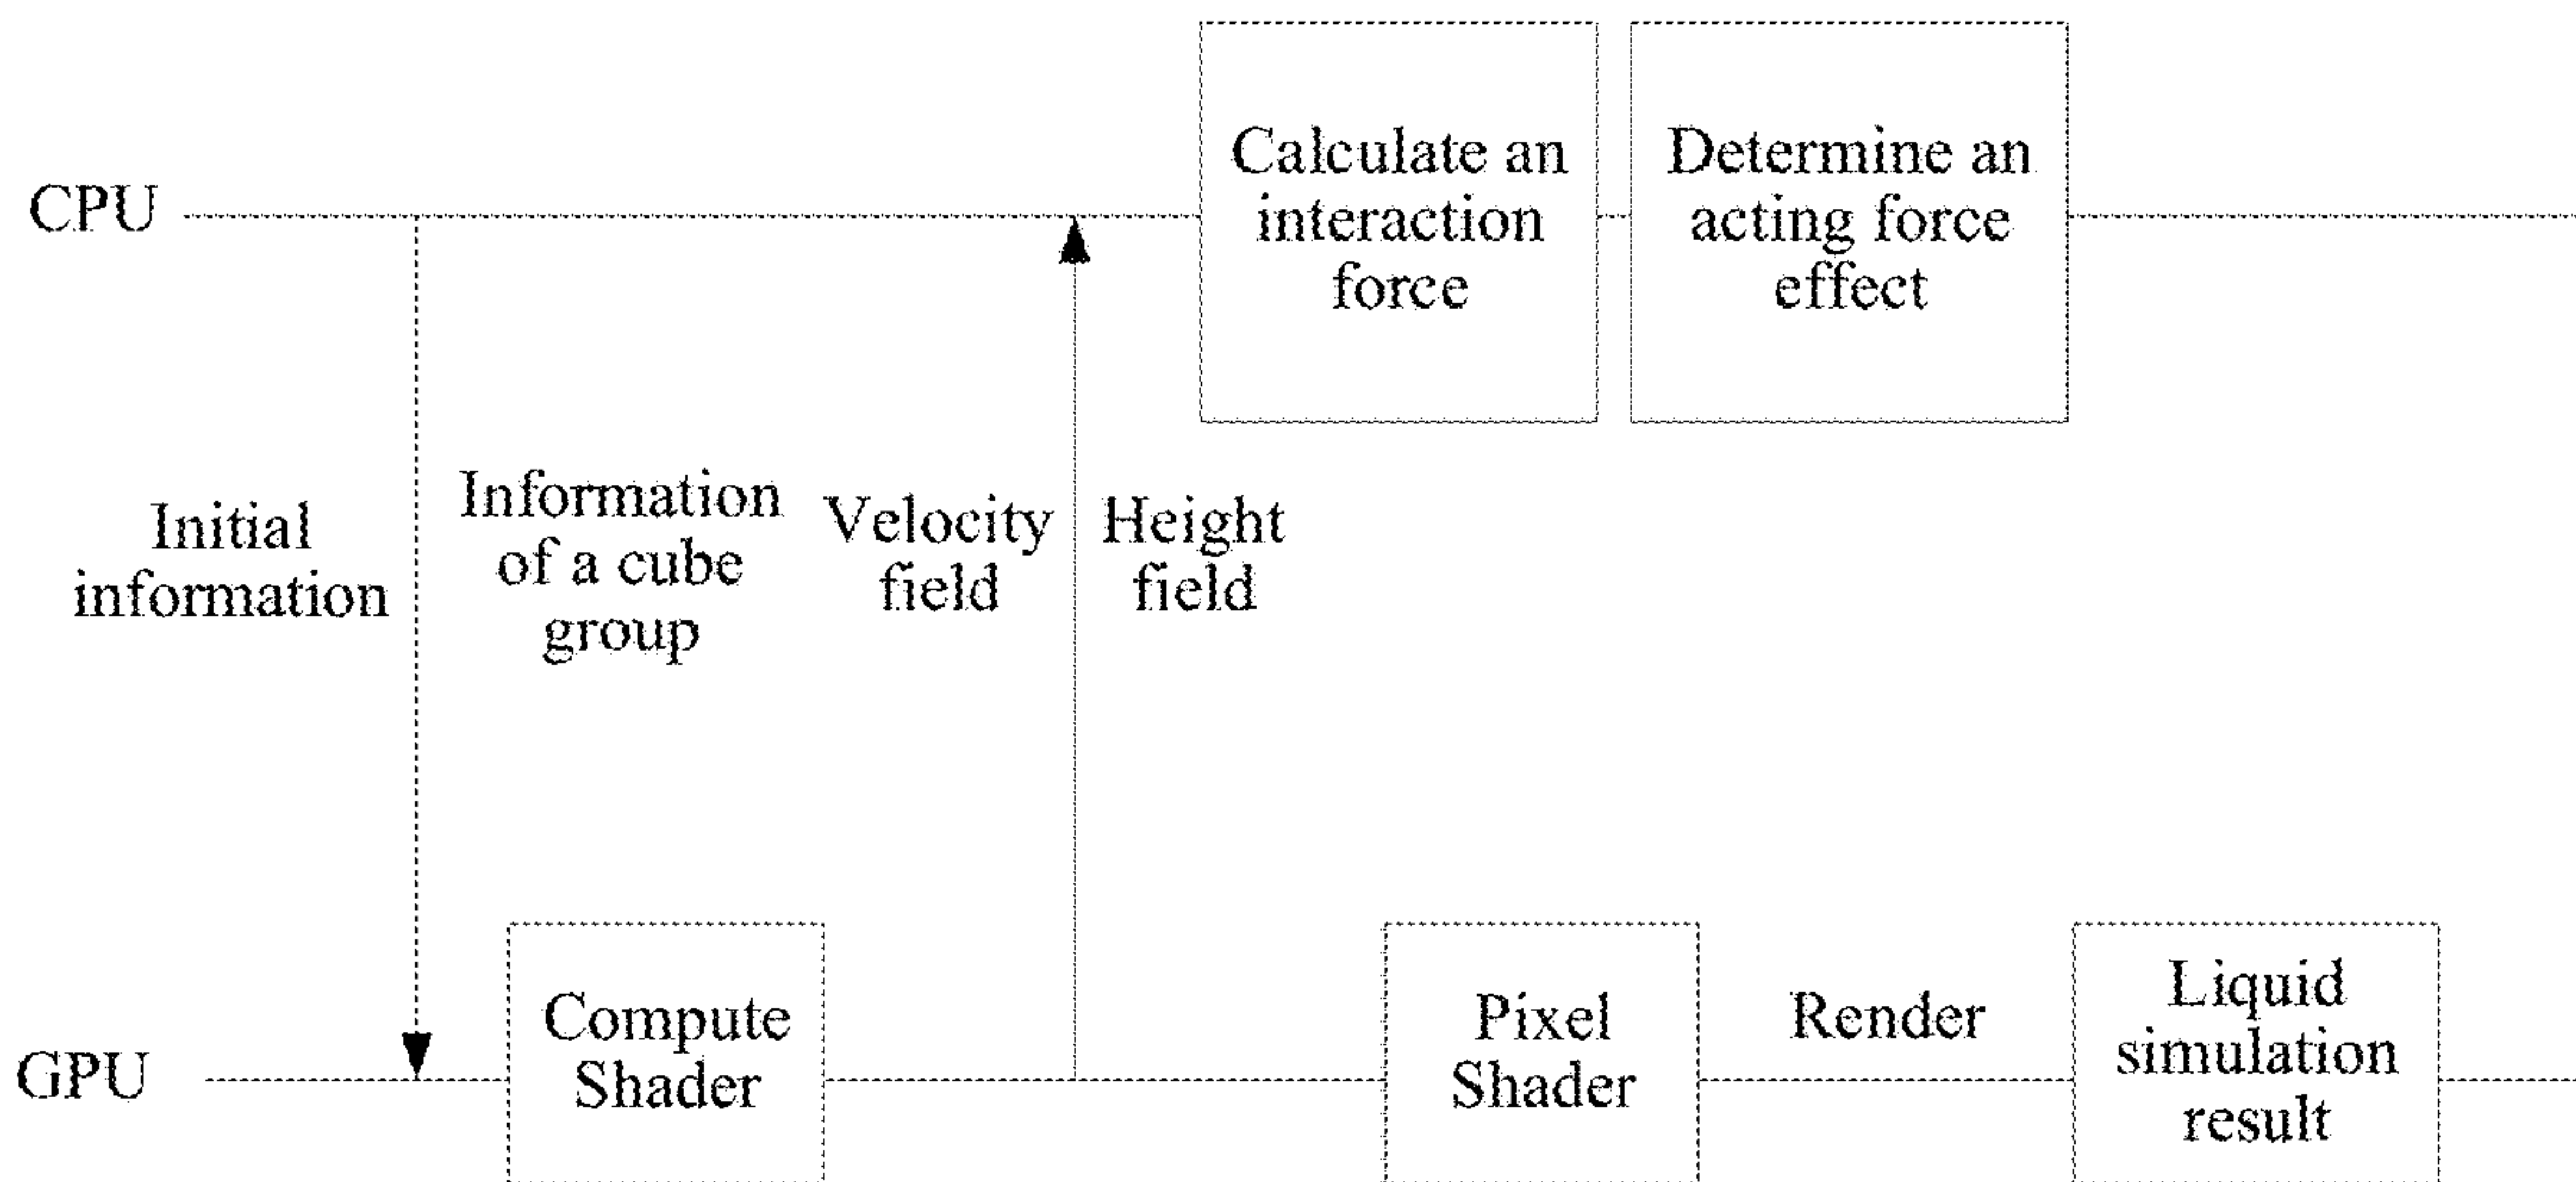 CPU
Calculate an
interaction
force
Determine an
acting force
effect
Initial
information
Information
of a cube
group
Velocity
field
Height
field
GPU
Compute
Shader
Pixel
Shader
Render
Liquid
simulation
result